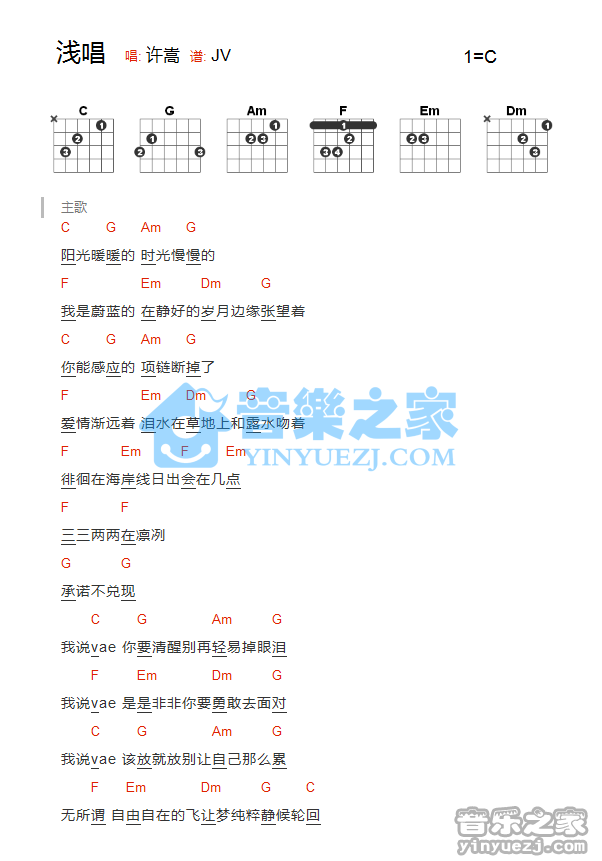 浅唱 唱: 许嵩 谱: JV 1=C
C G Am F Em Dm
主歌
C G Am G
阳光暖暖的 时光慢慢的
F Em Dm G
我是蔚蓝的 在静好的岁月边缘张望着
C G Am G
你能感应的 项链断掉了
F Em Dm G
爱情渐远着 泪水在草地上和露水吻着
F Em F Em
徘徊在海岸线日出会在几点
F F
三三两两在凛冽
G G
承诺不兑现
C G Am G
我说vae 你要清醒别再轻易掉眼泪
F Em Dm G
我说vae 是是非非你要勇敢去面对
C G Am G
我说vae 该放就放别让自己那么累
F Em Dm G C
无所谓 自由自在的飞让梦纯粹静候轮回
音樂之家
YINYUEZJ.COM
音乐之家
yinyuezj.com